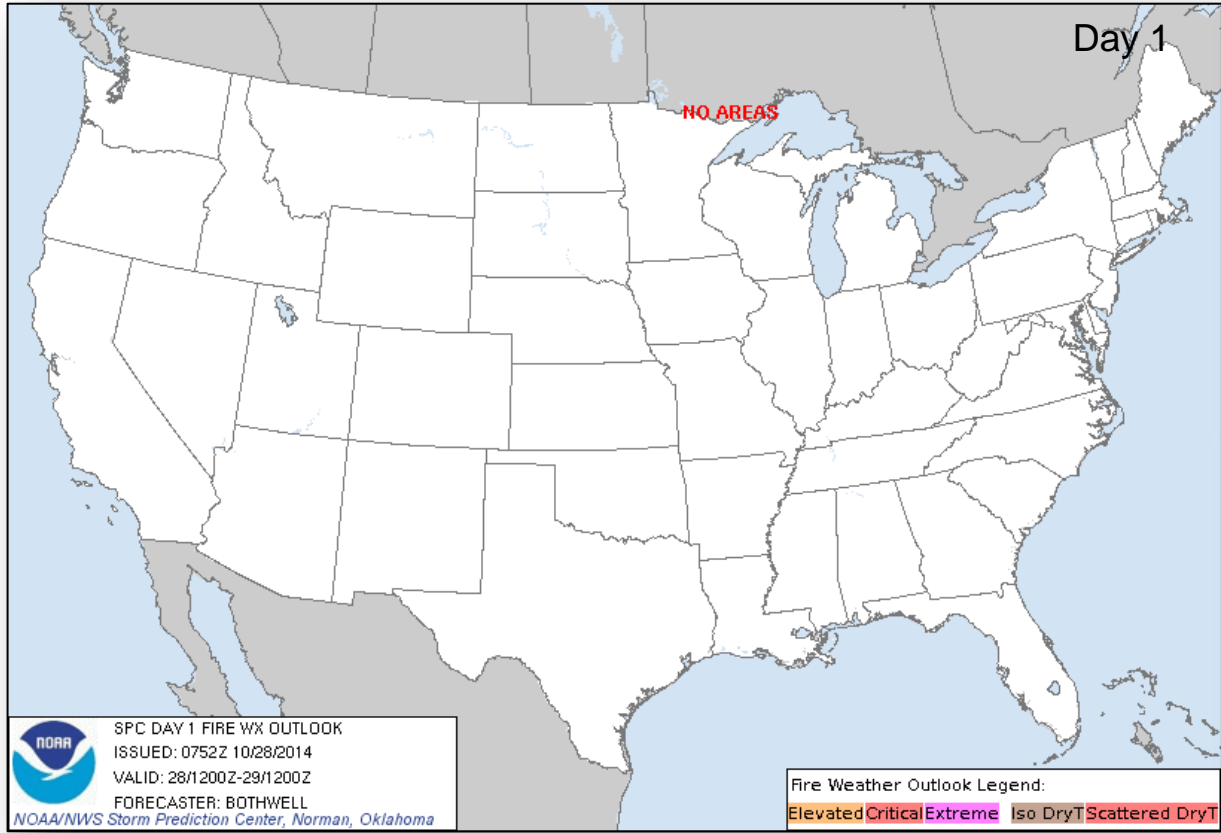 Day 1
NO AREAS
NOAA
SPC DAY 1 FIRE WX OUTLOOK
ISSUED: 0752Z 10/28/2014
VALID: 28/1200Z-29/1200Z
FORECASTER: BOTHWELL
NOAA/NWS Storm Prediction Center, Norman, Oklahoma
Fire Weather Outlook Legend:
Elevated Critical Extreme Iso DryT Scattered DryT